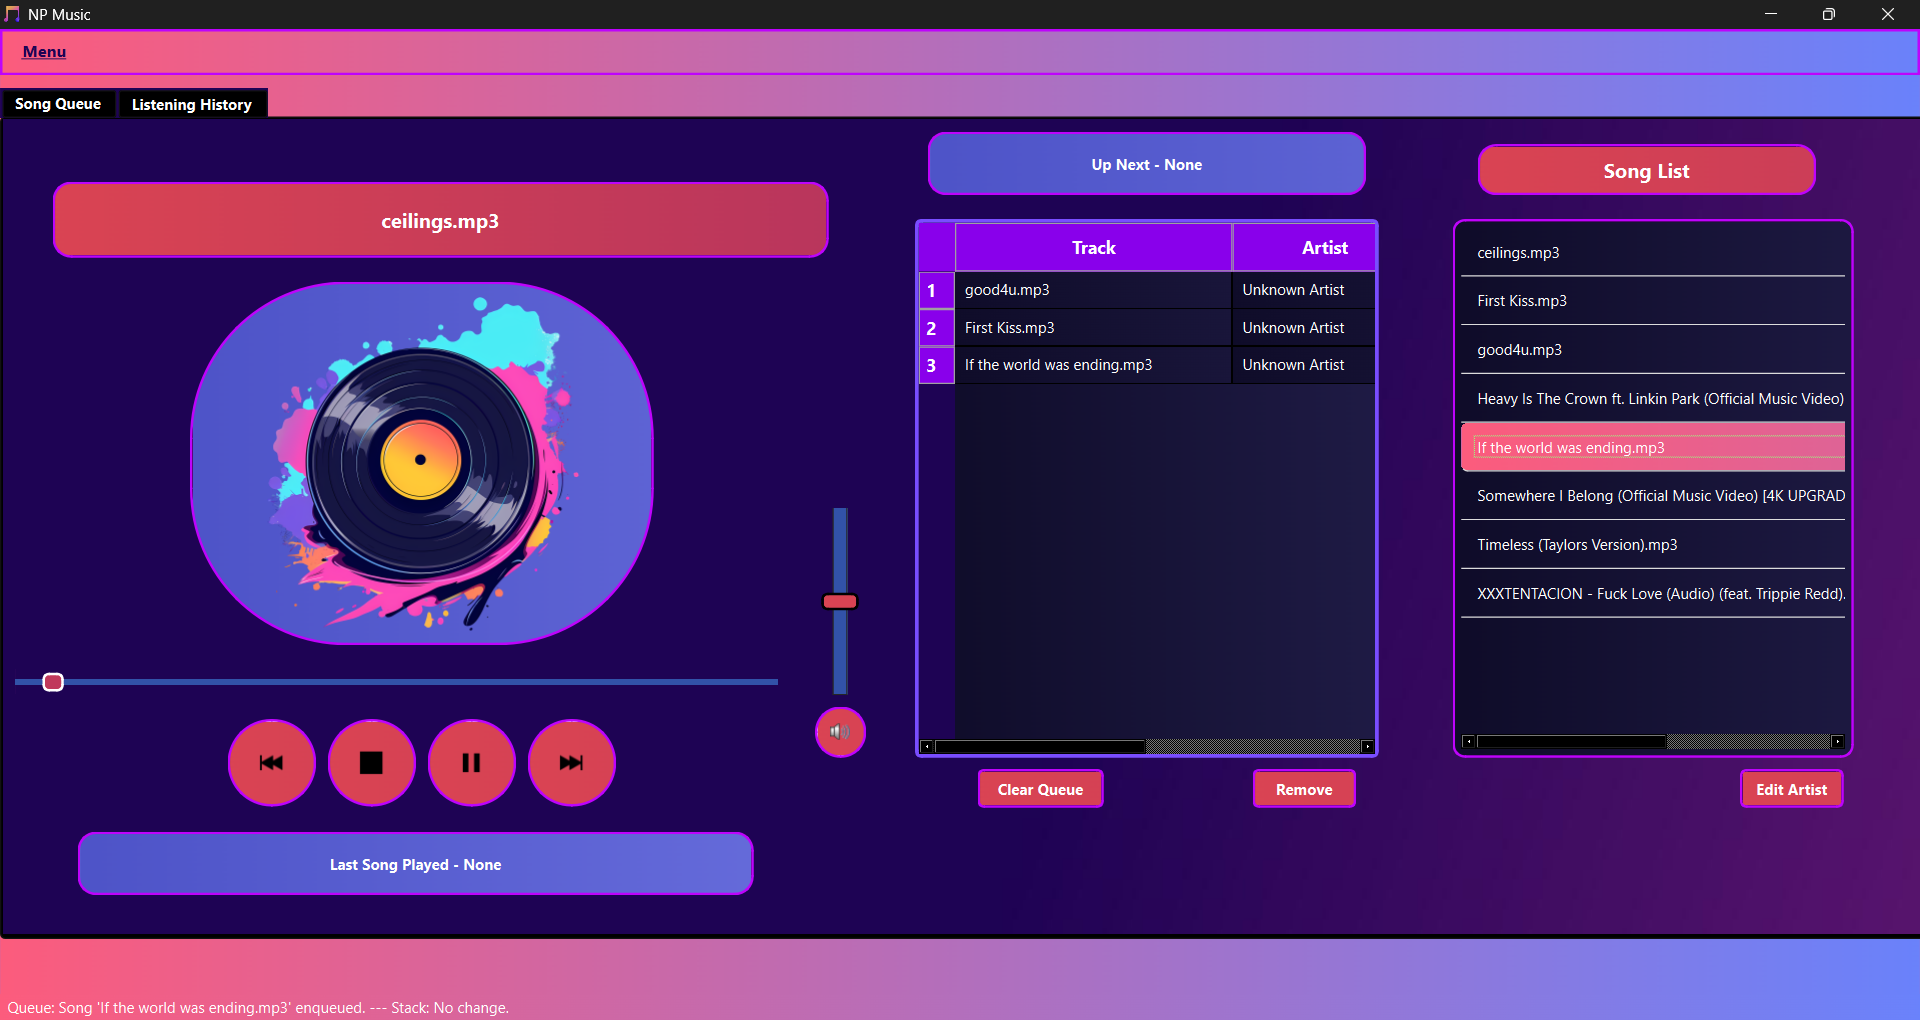 NP Music
Menu
Song Queue
Listening History
ceilings.mp3
Last Song Played - None
Up Next - None
Track Artist
1 good4u.mp3 Unknown Artist
2 First Kiss.mp3 Unknown Artist
3 If the world was ending.mp3 Unknown Artist
Clear Queue
Remove
Song List
ceilings.mp3
First Kiss.mp3
good4u.mp3
Heavy Is The Crown ft. Linkin Park (Official Music Video)
If the world was ending.mp3
Somewhere I Belong (Official Music Video) [4K UPGRAD
Timeless (Taylors Version).mp3
XXXTENTACION - Fuck Love (Audio) (feat. Trippie Redd).
Edit Artist
Queue: Song 'If the world was ending.mp3' enqueued. --- Stack: No change.